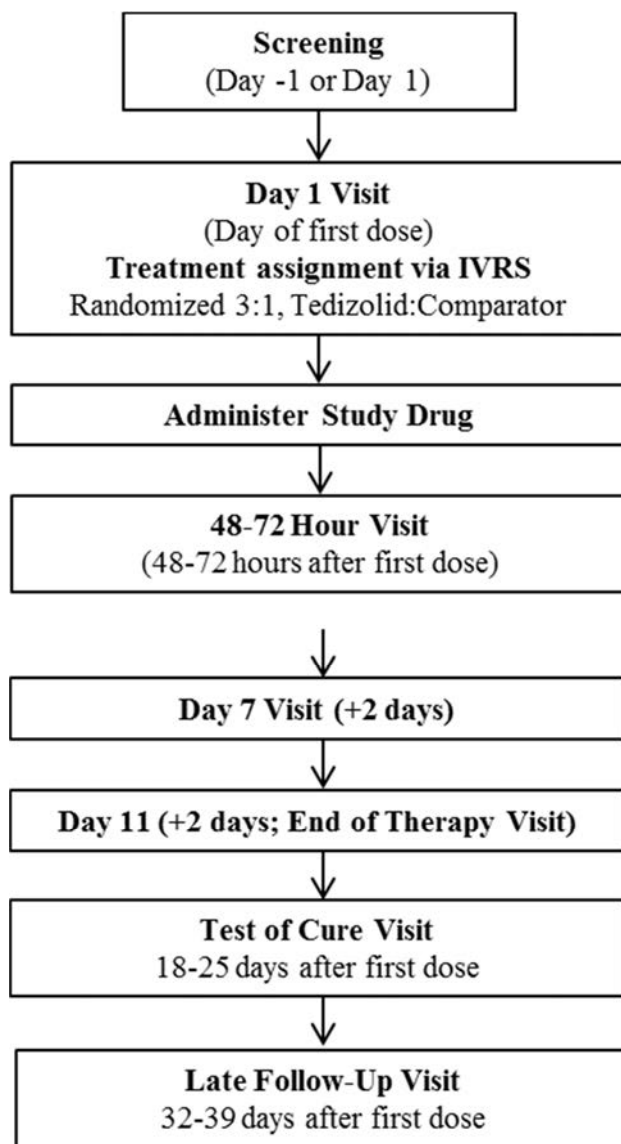 Screening
(Day -1 or Day 1)
Day 1 Visit
(Day of first dose)
Treatment assignment via IVRS
Randomized 3:1, Tedizolid:Comparator
Administer Study Drug
48-72 Hour Visit
(48-72 hours after first dose)
Day 7 Visit (+2 days)
Day 11 (+2 days; End of Therapy Visit)
Test of Cure Visit
18-25 days after first dose
Late Follow-Up Visit
32-39 days after first dose